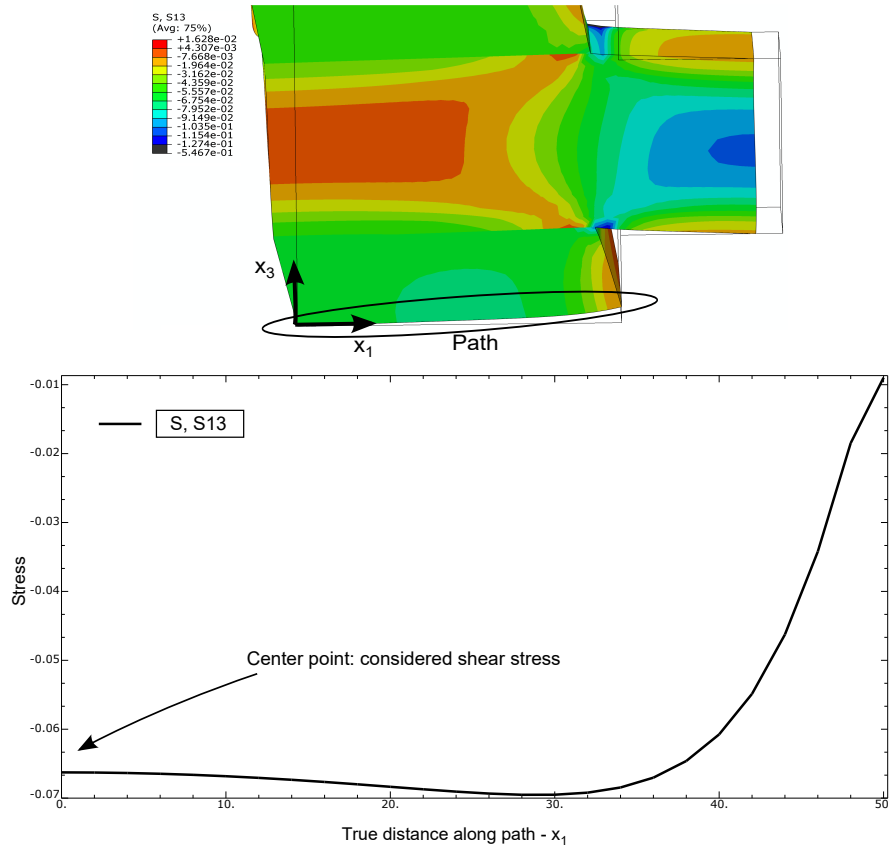 S, S13
(Avg: 75%)
+1.628e-02
+4.307e-03
-7.668e-03
-1.964e-02
-3.162e-02
-4.359e-02
-5.557e-02
-6.754e-02
-7.952e-02
-9.149e-02
-1.035e-01
-1.154e-01
-1.274e-01
-5.467e-01
x3
x1
Path
-0.01
-0.02
-0.03
-0.04
-0.05
-0.06
-0.07
Stress
S, S13
Center point: considered shear stress
0. 10. 20. 30. 40. 50.
True distance along path - x1